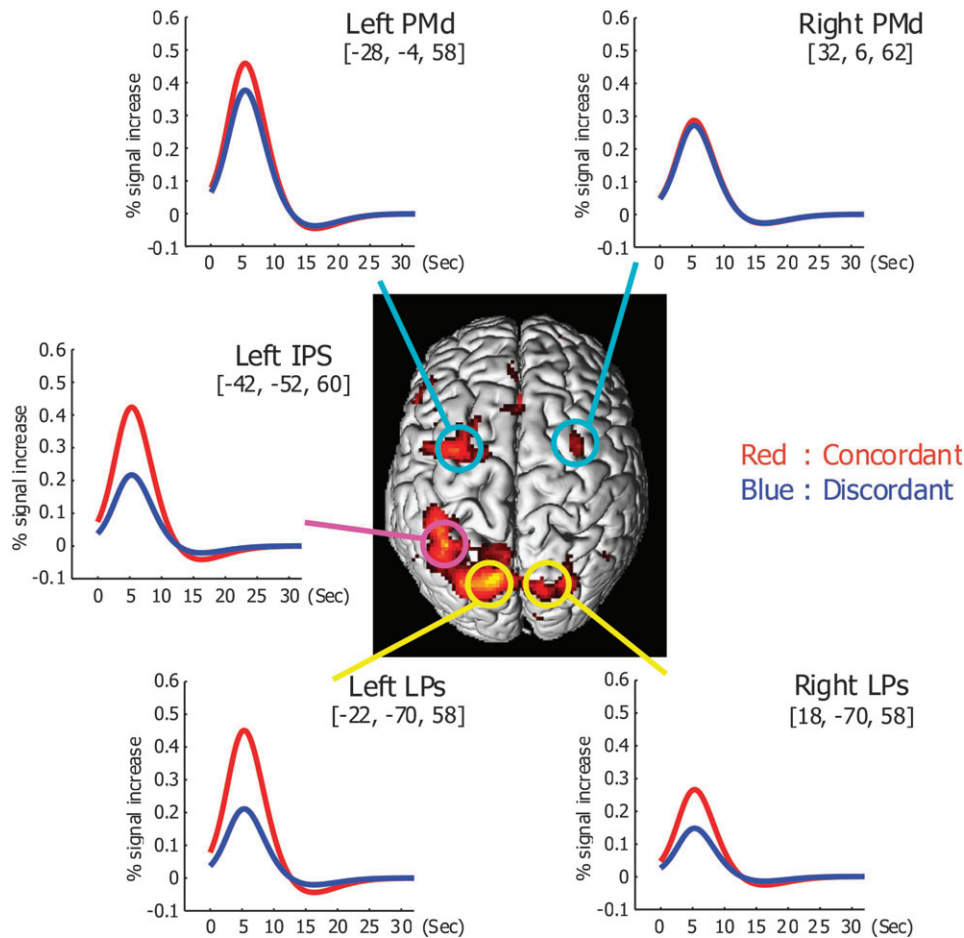 Left PMd
[-28, -4, 58]
% signal increase
0.6
0.5
0.4
0.3
0.2
0.1
0
-0.1
0 5 10 15 20 25 30 (Sec)
Right PMd
[32, 6, 62]
% signal increase
0.6
0.5
0.4
0.3
0.2
0.1
0
-0.1
0 5 10 15 20 25 30 (Sec)
Left IPS
[-42, -52, 60]
% signal increase
0.6
0.5
0.4
0.3
0.2
0.1
0
-0.1
0 5 10 15 20 25 30 (Sec)
Red : Concordant
Blue : Discordant
Left LPs
[-22, -70, 58]
% signal increase
0.6
0.5
0.4
0.3
0.2
0.1
0
-0.1
0 5 10 15 20 25 30 (Sec)
Right LPs
[18, -70, 58]
% signal increase
0.6
0.5
0.4
0.3
0.2
0.1
0
-0.1
0 5 10 15 20 25 30 (Sec)